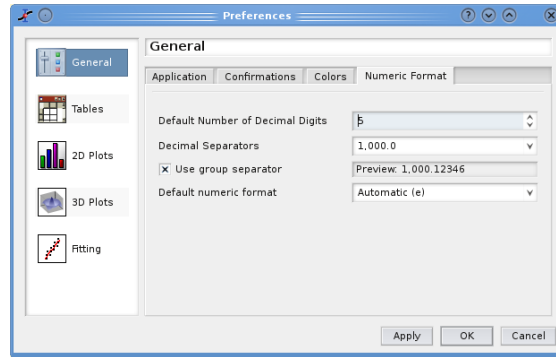 Preferences
General
General
Application Confirmations Colors Numeric Format
Tables
Default Number of Decimal Digits 5
Decimal Separators 1,000.0
2D Plots
Use group separator Preview: 1,000.12346
Default numeric format Automatic (e)
3D Plots
Fitting
Apply OK Cancel